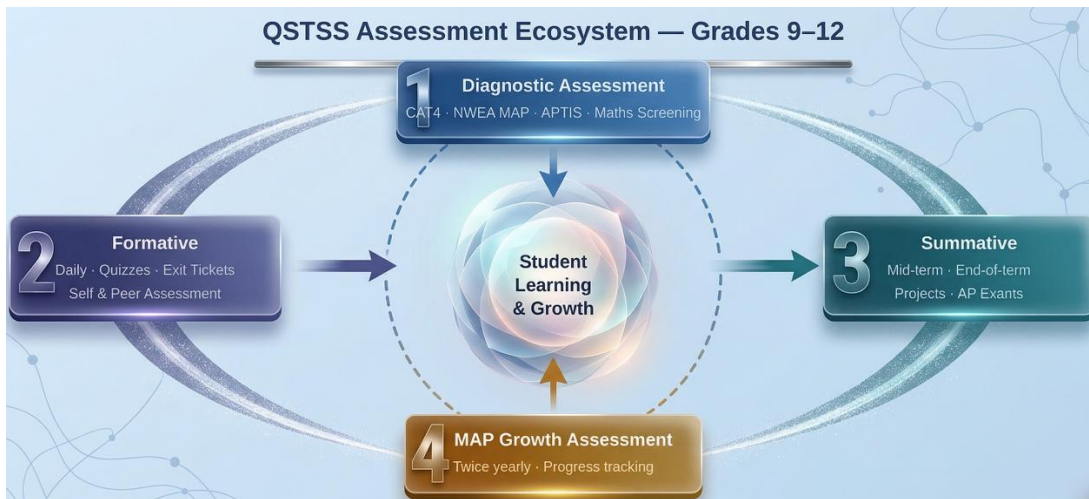 QSTSS Assessment Ecosystem — Grades 9–12
1
Diagnostic Assessment
CAT4 · NWEA MAP · APTIS · Maths Screening
2
Formative
Daily · Quizzes · Exit Tickets
Self & Peer Assessment
Student
Learning
& Growth
3
Summative
Mid-term · End-of-term
Projects · AP Exants
4
MAP Growth Assessment
Twice yearly · Progress tracking